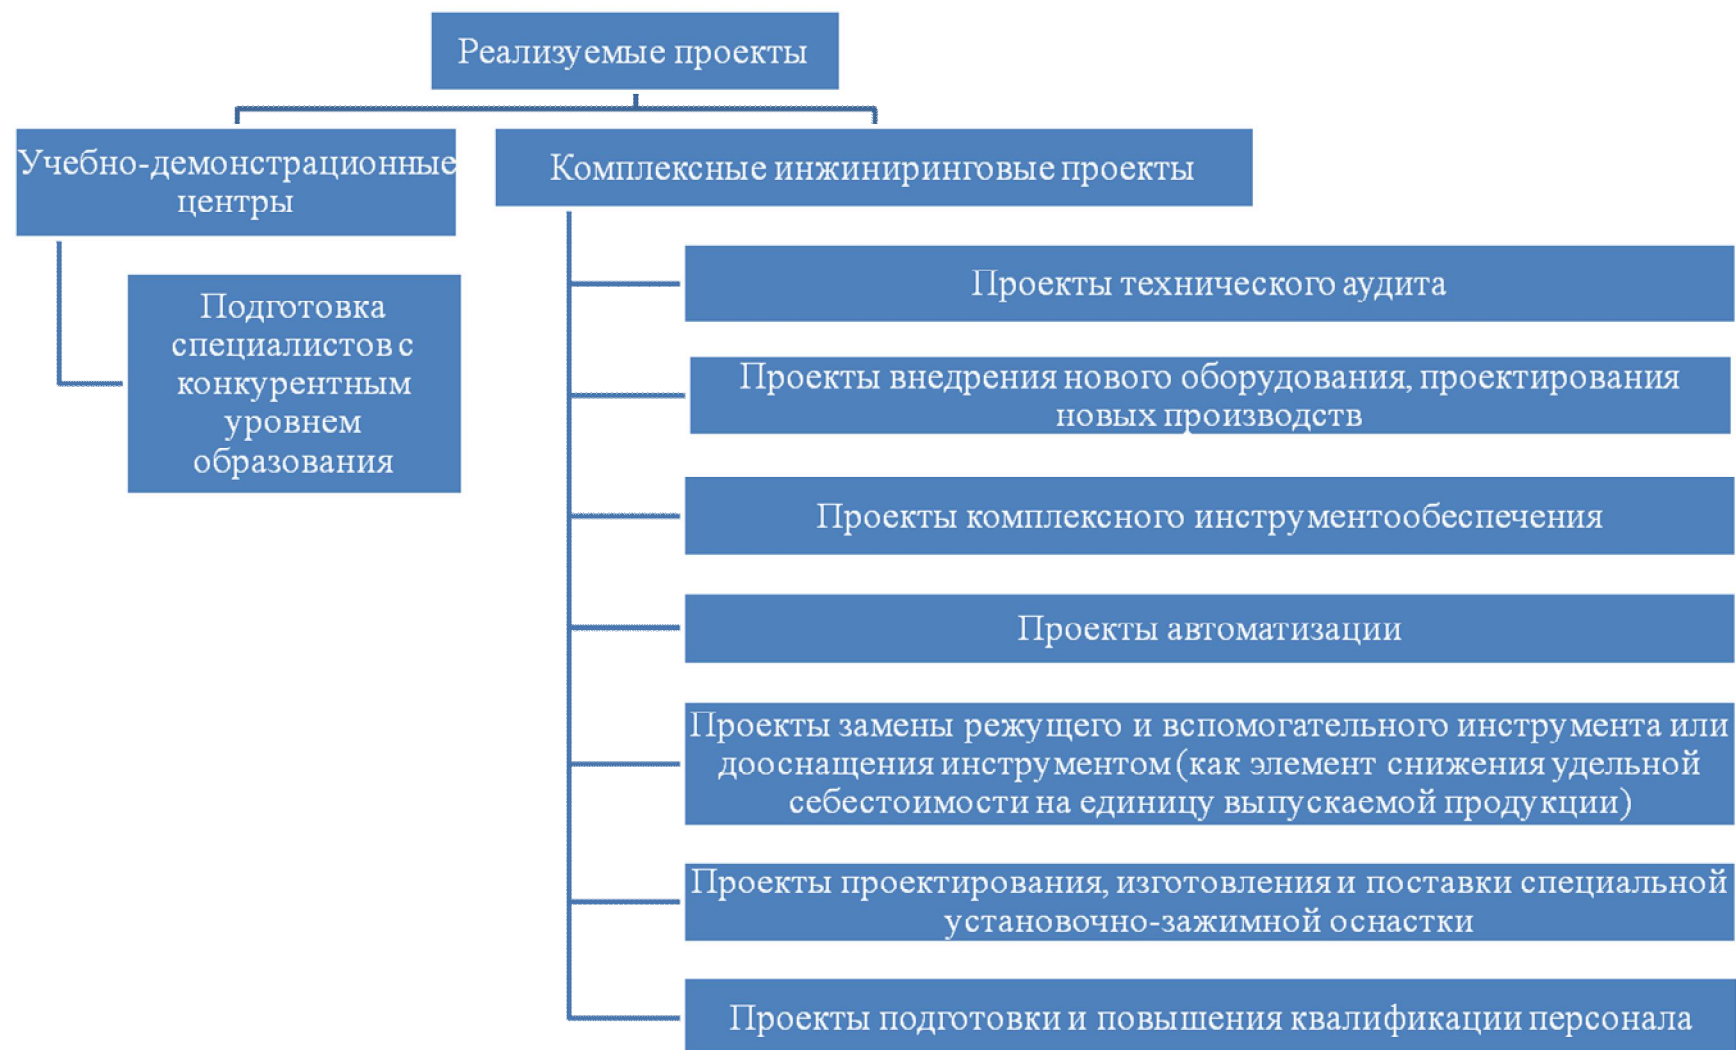 Реализуемые проекты
Учебно-демонстрационные
центры
Подготовка
специалистов с
конкурентным
уровнем
образования
Комплексные инжиниринговые проекты
Проекты технического аудита
Проекты внедрения нового оборудования, проектирования
новых производств
Проекты комплексного инструментообеспечения
Проекты автоматизации
Проекты замены режущего и вспомогательного инструмента или
дооснащения инструментом (как элемент снижения удельной
себестоимости на единицу выпускаемой продукции)
Проекты проектирования, изготовления и поставки специальной
установочно-зажимной оснастки
Проекты подготовки и повышения квалификации персонала